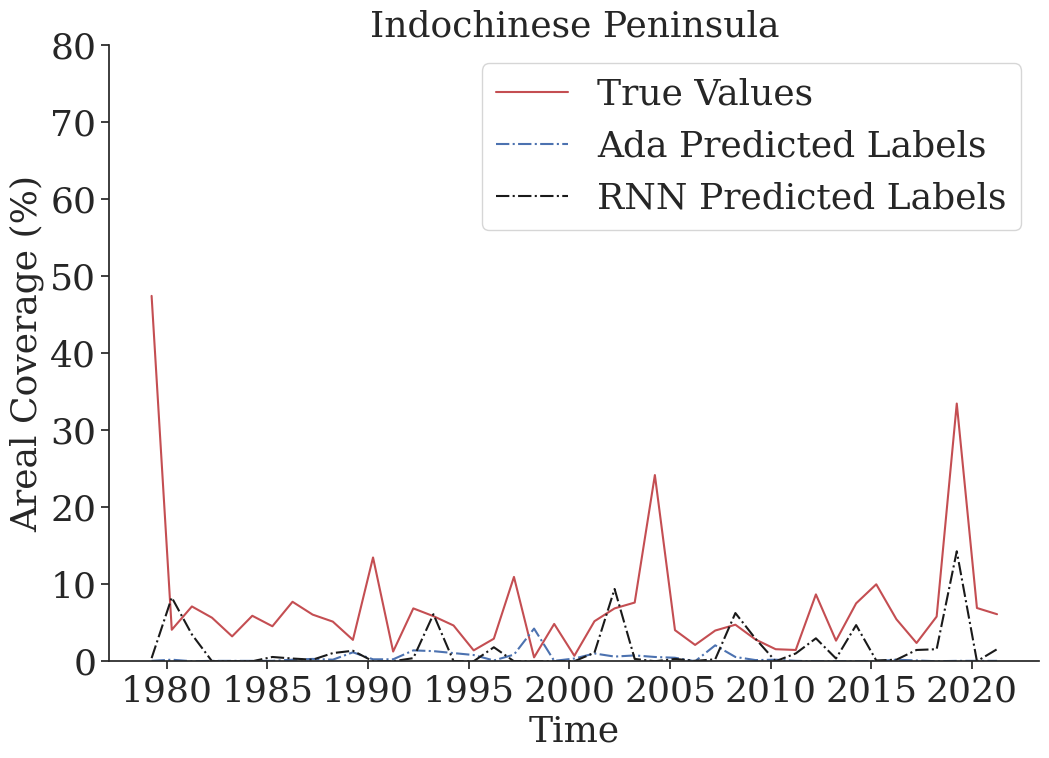 Indochinese Peninsula
True Values
Ada Predicted Labels
RNN Predicted Labels
Areal Coverage (%)
80
70
60
50
40
30
20
10
0
1980 1985 1990 1995 2000 2005 2010 2015 2020
Time